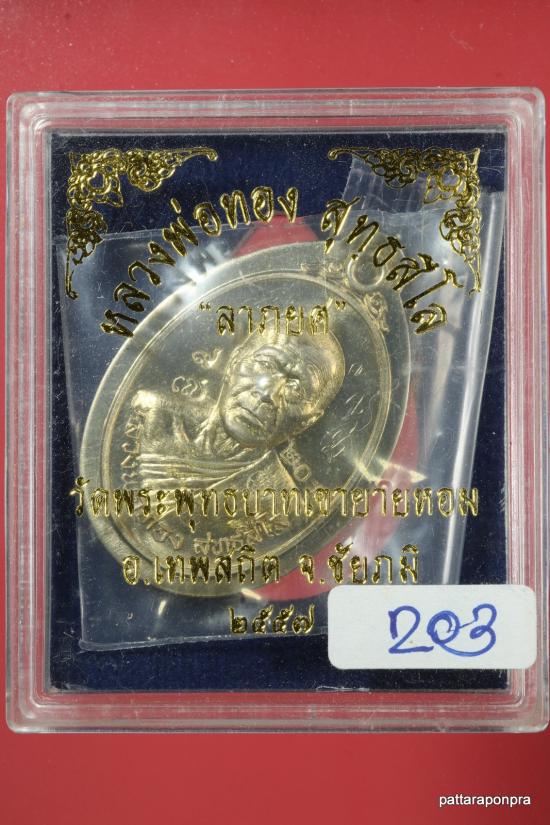 หลวงพ่อทอง สุทฺธสีโล
"ลาภยศ"
วัดพระพุทธบาทเขายายหอม
อ.เทพสถิต จ.ชัยภูมิ
๒๕๕๗
203
pattaraponpra